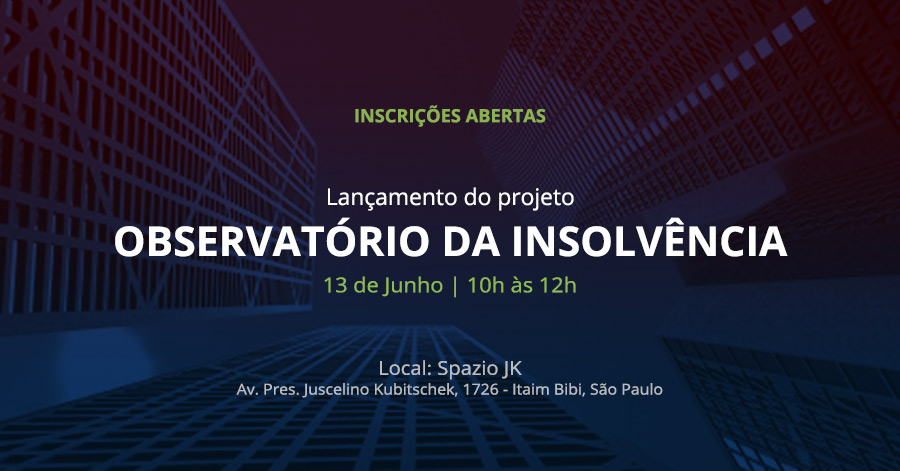 INSCRIÇÕES ABERTAS
Lançamento do projeto
OBSERVATÓRIO DA INSOLVÊNCIA
13 de Junho | 10h às 12h
Local: Spazio JK
Av. Pres. Juscelino Kubitschek, 1726 - Itaim Bibi, São Paulo